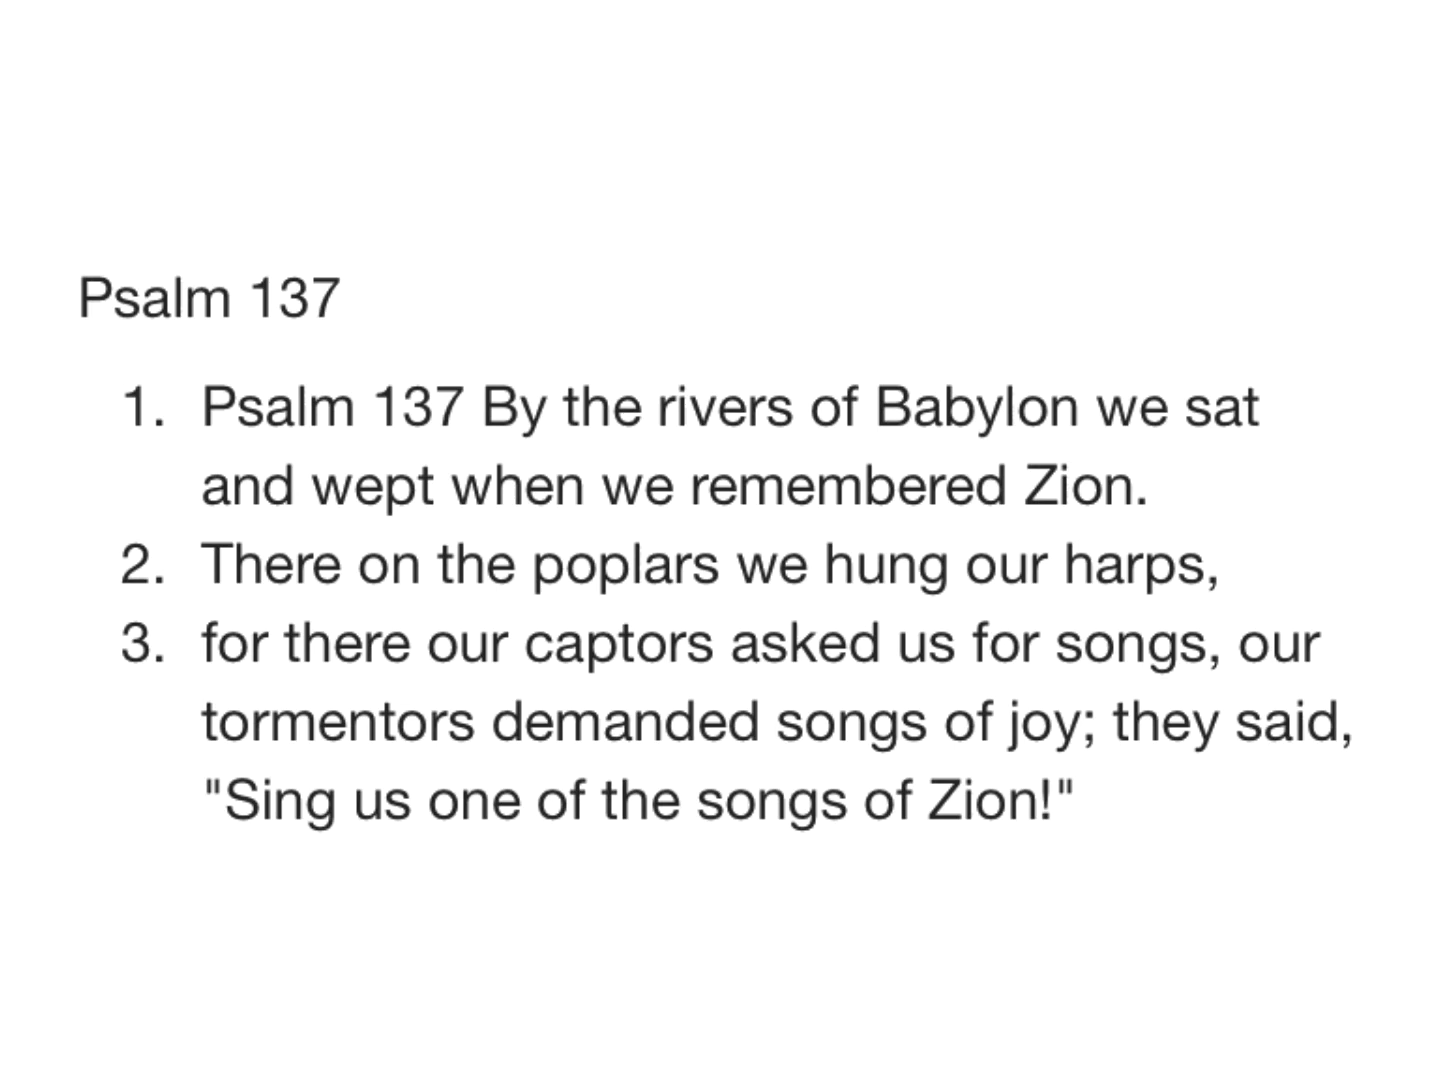 Psalm 137
1. Psalm 137 By the rivers of Babylon we sat
and wept when we remembered Zion.
2. There on the poplars we hung our harps,
3. for there our captors asked us for songs, our
tormentors demanded songs of joy; they said,
"Sing us one of the songs of Zion!"